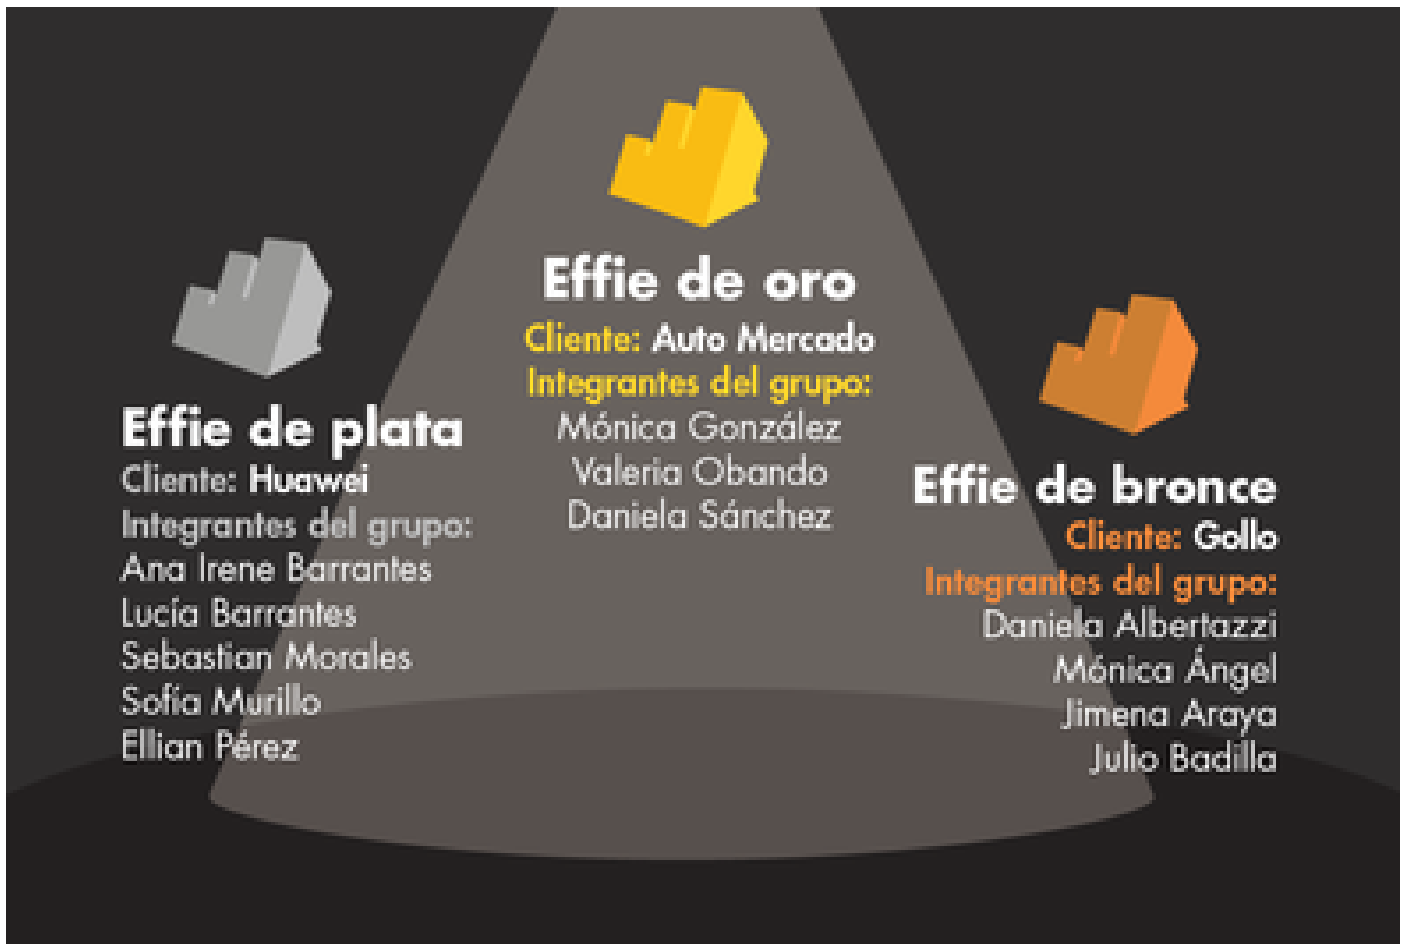 Effie de oro
Cliente: Auto Mercado
Integrantes del grupo:
Mónica González
Valeria Obando
Daniela Sánchez
Effie de plata
Cliente: Huawei
Integrantes del grupo:
Ana Irene Barrantes
Lucía Barrantes
Sebastian Morales
Sofía Murillo
Ellian Pérez
Effie de bronce
Cliente: Gollo
Integrantes del grupo:
Daniela Albertazzi
Mónica Ángel
Jimena Araya
Julio Badilla